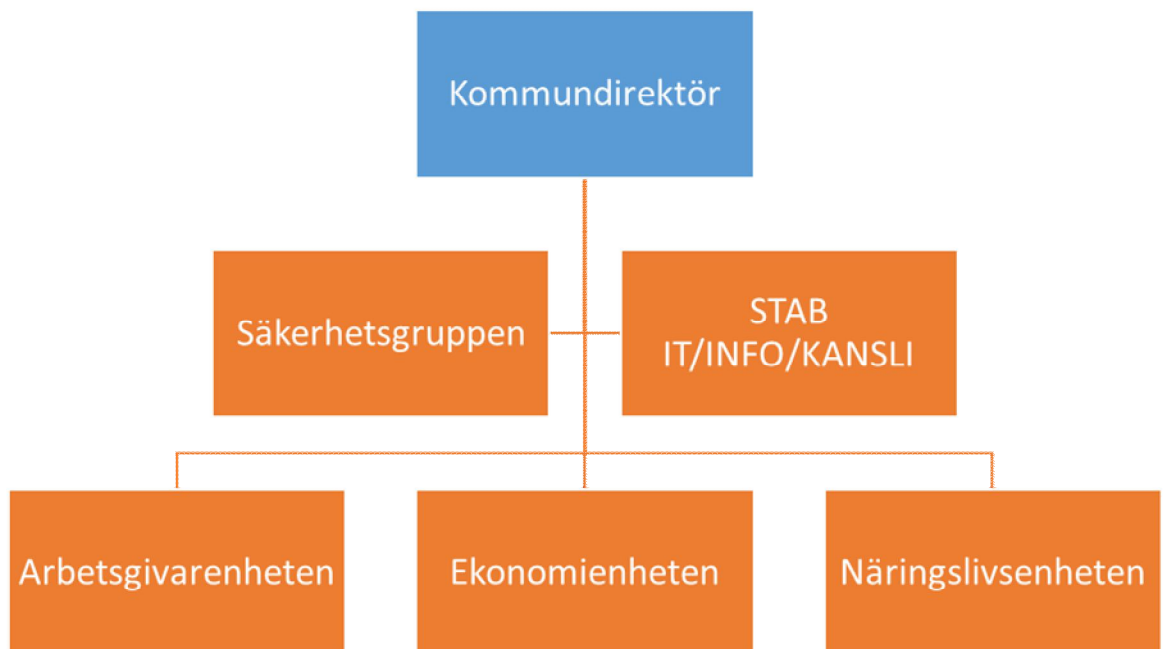 Kommundirektör
Säkerhetsgruppen
STAB
IT/INFO/KANSLI
Arbetsgivarenheten
Ekonomienheten
Näringslivsenheten